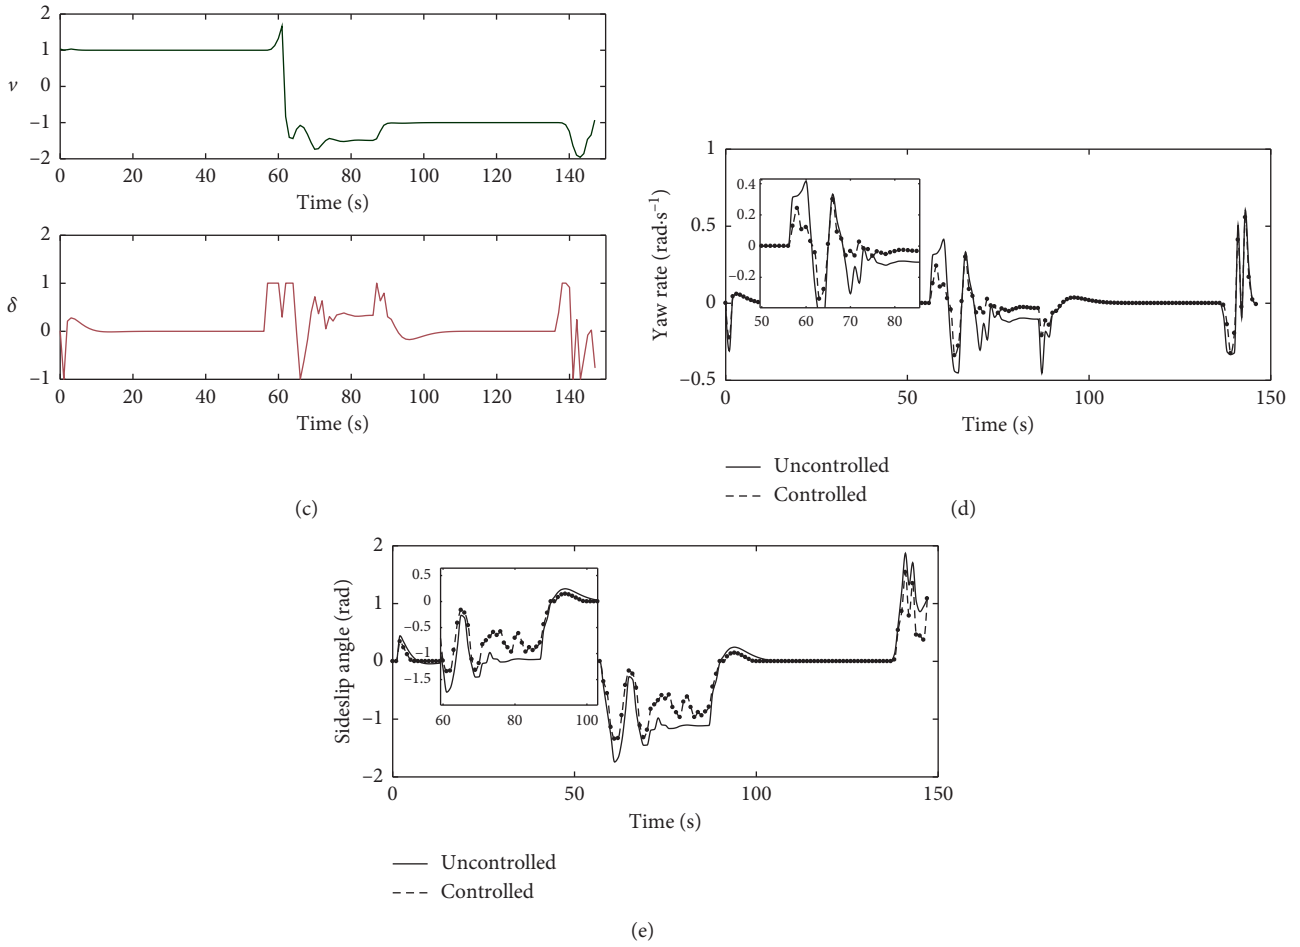 2
1
ν
0
−1
−2
0 20 40 60 80 100 120 140
Time (s)
2
1
δ
0
−1
0 20 40 60 80 100 120 140
Time (s)
(c)
1
0.5
0
−0.5
Yaw rate (rad·s⁻¹)
0.4
0.2
0
−0.2
50 60 70 80
0 50 100 150
Time (s)
Uncontrolled
Controlled
(d)
2
1
0
−1
−2
Sideslip angle (rad)
0.5
0
−0.5
−1
−1.5
60 80 100
0 50 100 150
Time (s)
Uncontrolled
Controlled
(e)